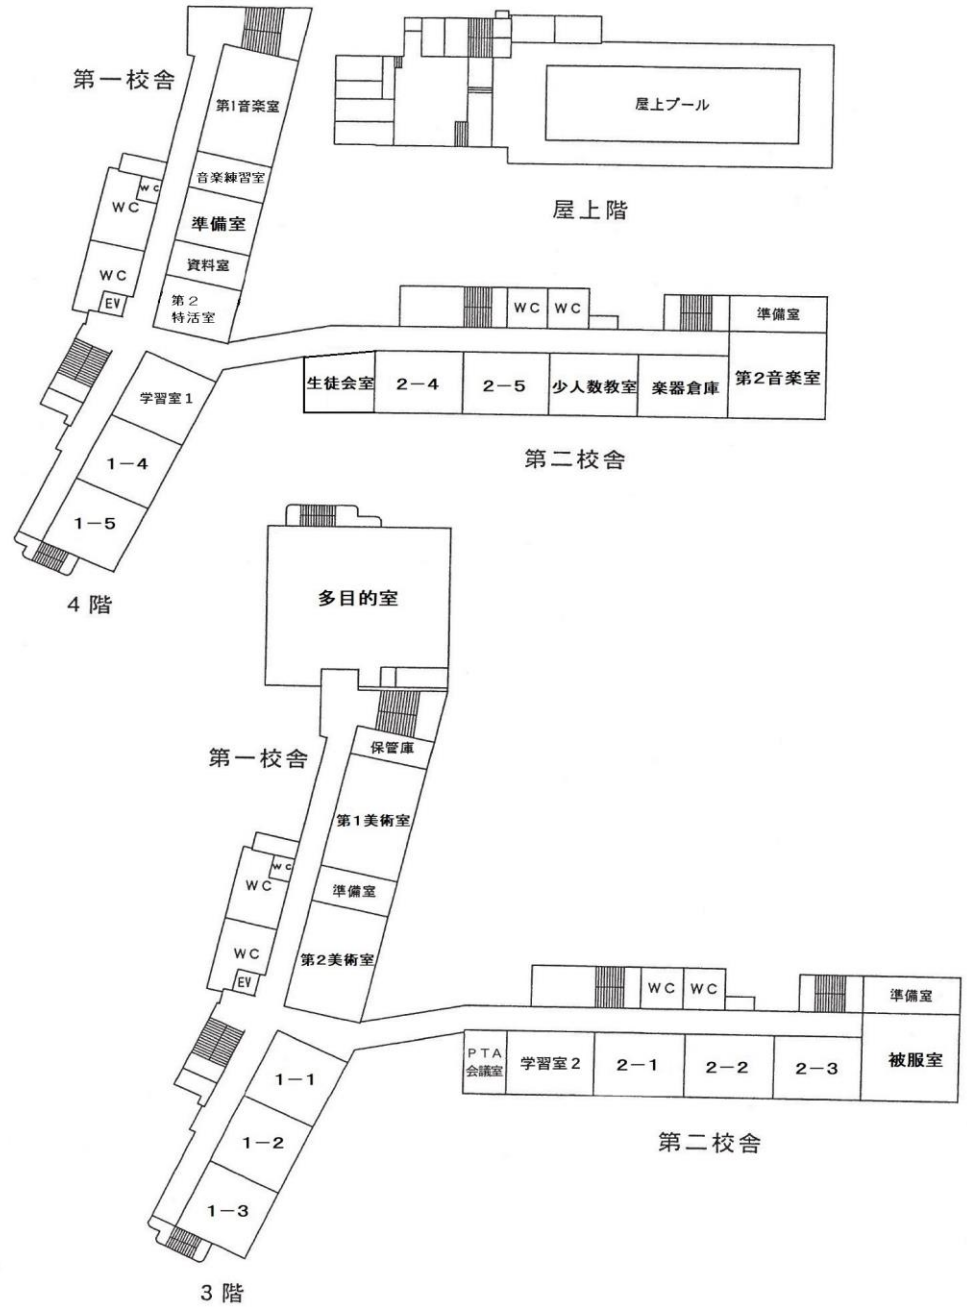 第一校舎
第1音楽室
音楽練習室
準備室
資料室
第２
特活室
WC
WC
WC
EV
学習室１
1－4
1－5
4階
屋上プール
屋上階
WC
WC
準備室
生徒会室
2－4
2－5
少人数教室
楽器倉庫
第2音楽室
第二校舎
多目的室
第一校舎
保管庫
第1美術室
準備室
第2美術室
WC
WC
WC
EV
1－1
1－2
1－3
3階
WC
WC
準備室
ＰＴＡ
会議室
学習室２
2－1
2－2
2－3
被服室
第二校舎